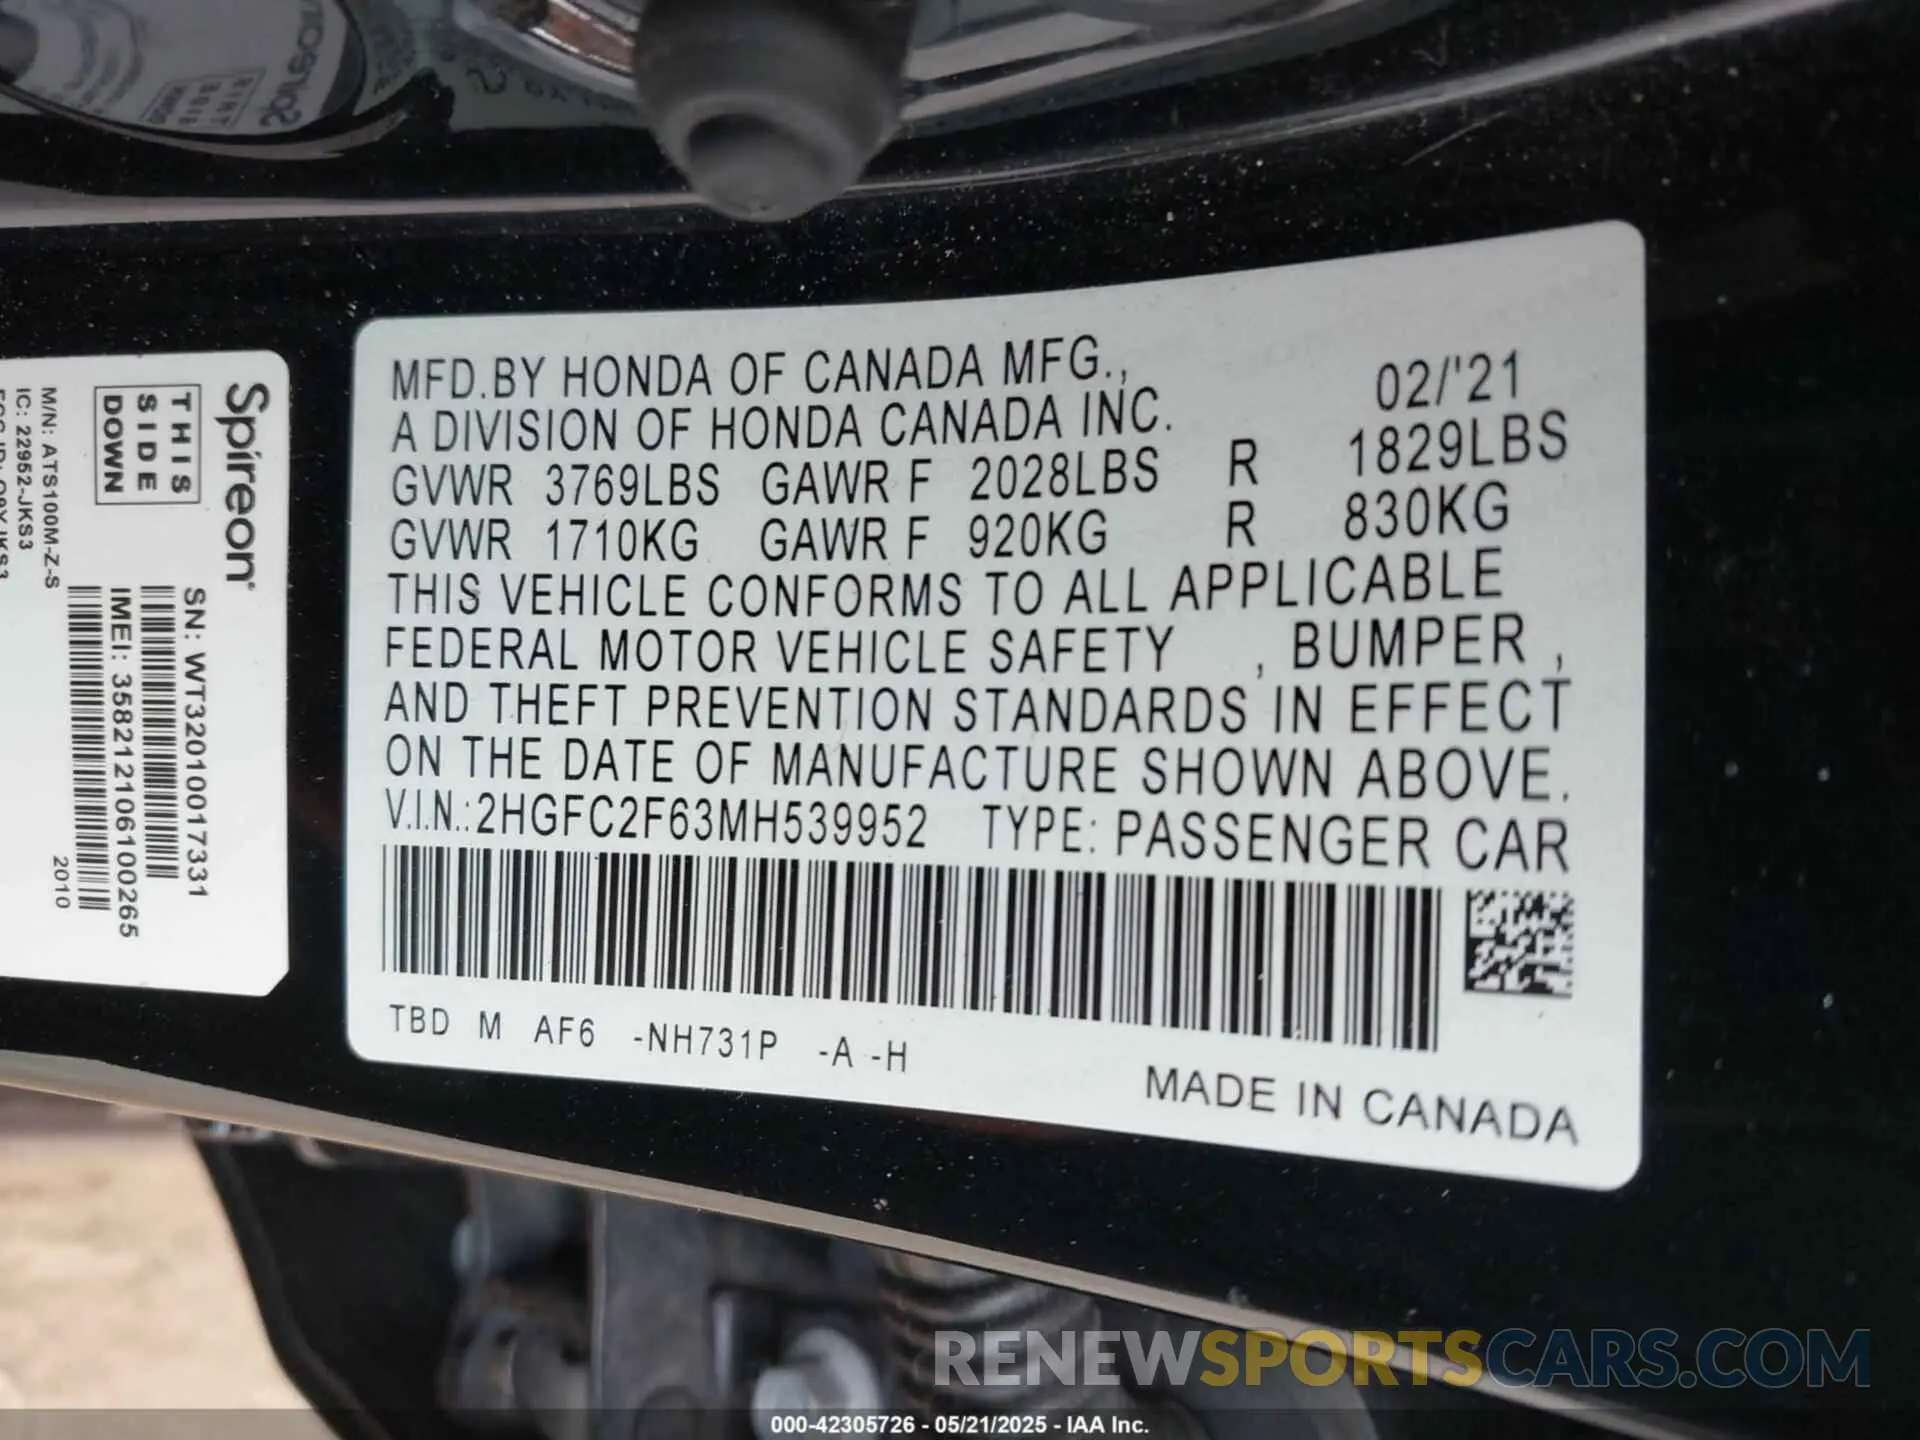 MFD.BY HONDA OF CANADA MFG., 02/'21
A DIVISION OF HONDA CANADA INC.
GVWR 3769LBS GAWR F 2028LBS R 1829LBS
GVWR 1710KG GAWR F 920KG R 830KG
THIS VEHICLE CONFORMS TO ALL APPLICABLE
FEDERAL MOTOR VEHICLE SAFETY , BUMPER ,
AND THEFT PREVENTION STANDARDS IN EFFECT
ON THE DATE OF MANUFACTURE SHOWN ABOVE.
V.I.N.:2HGFC2F63MH539952 TYPE: PASSENGER CAR
TBD M AF6 -NH731P -A -H
MADE IN CANADA
Spireon
THIS
SIDE
DOWN
M/N: ATS100M-Z-S
IC: 22952-JKS3
SN: WT320100017331
IMEI: 358212106100265
2010
RENEWSPORTSCARS.COM
000-42305726 - 05/21/2025 - IAA Inc.